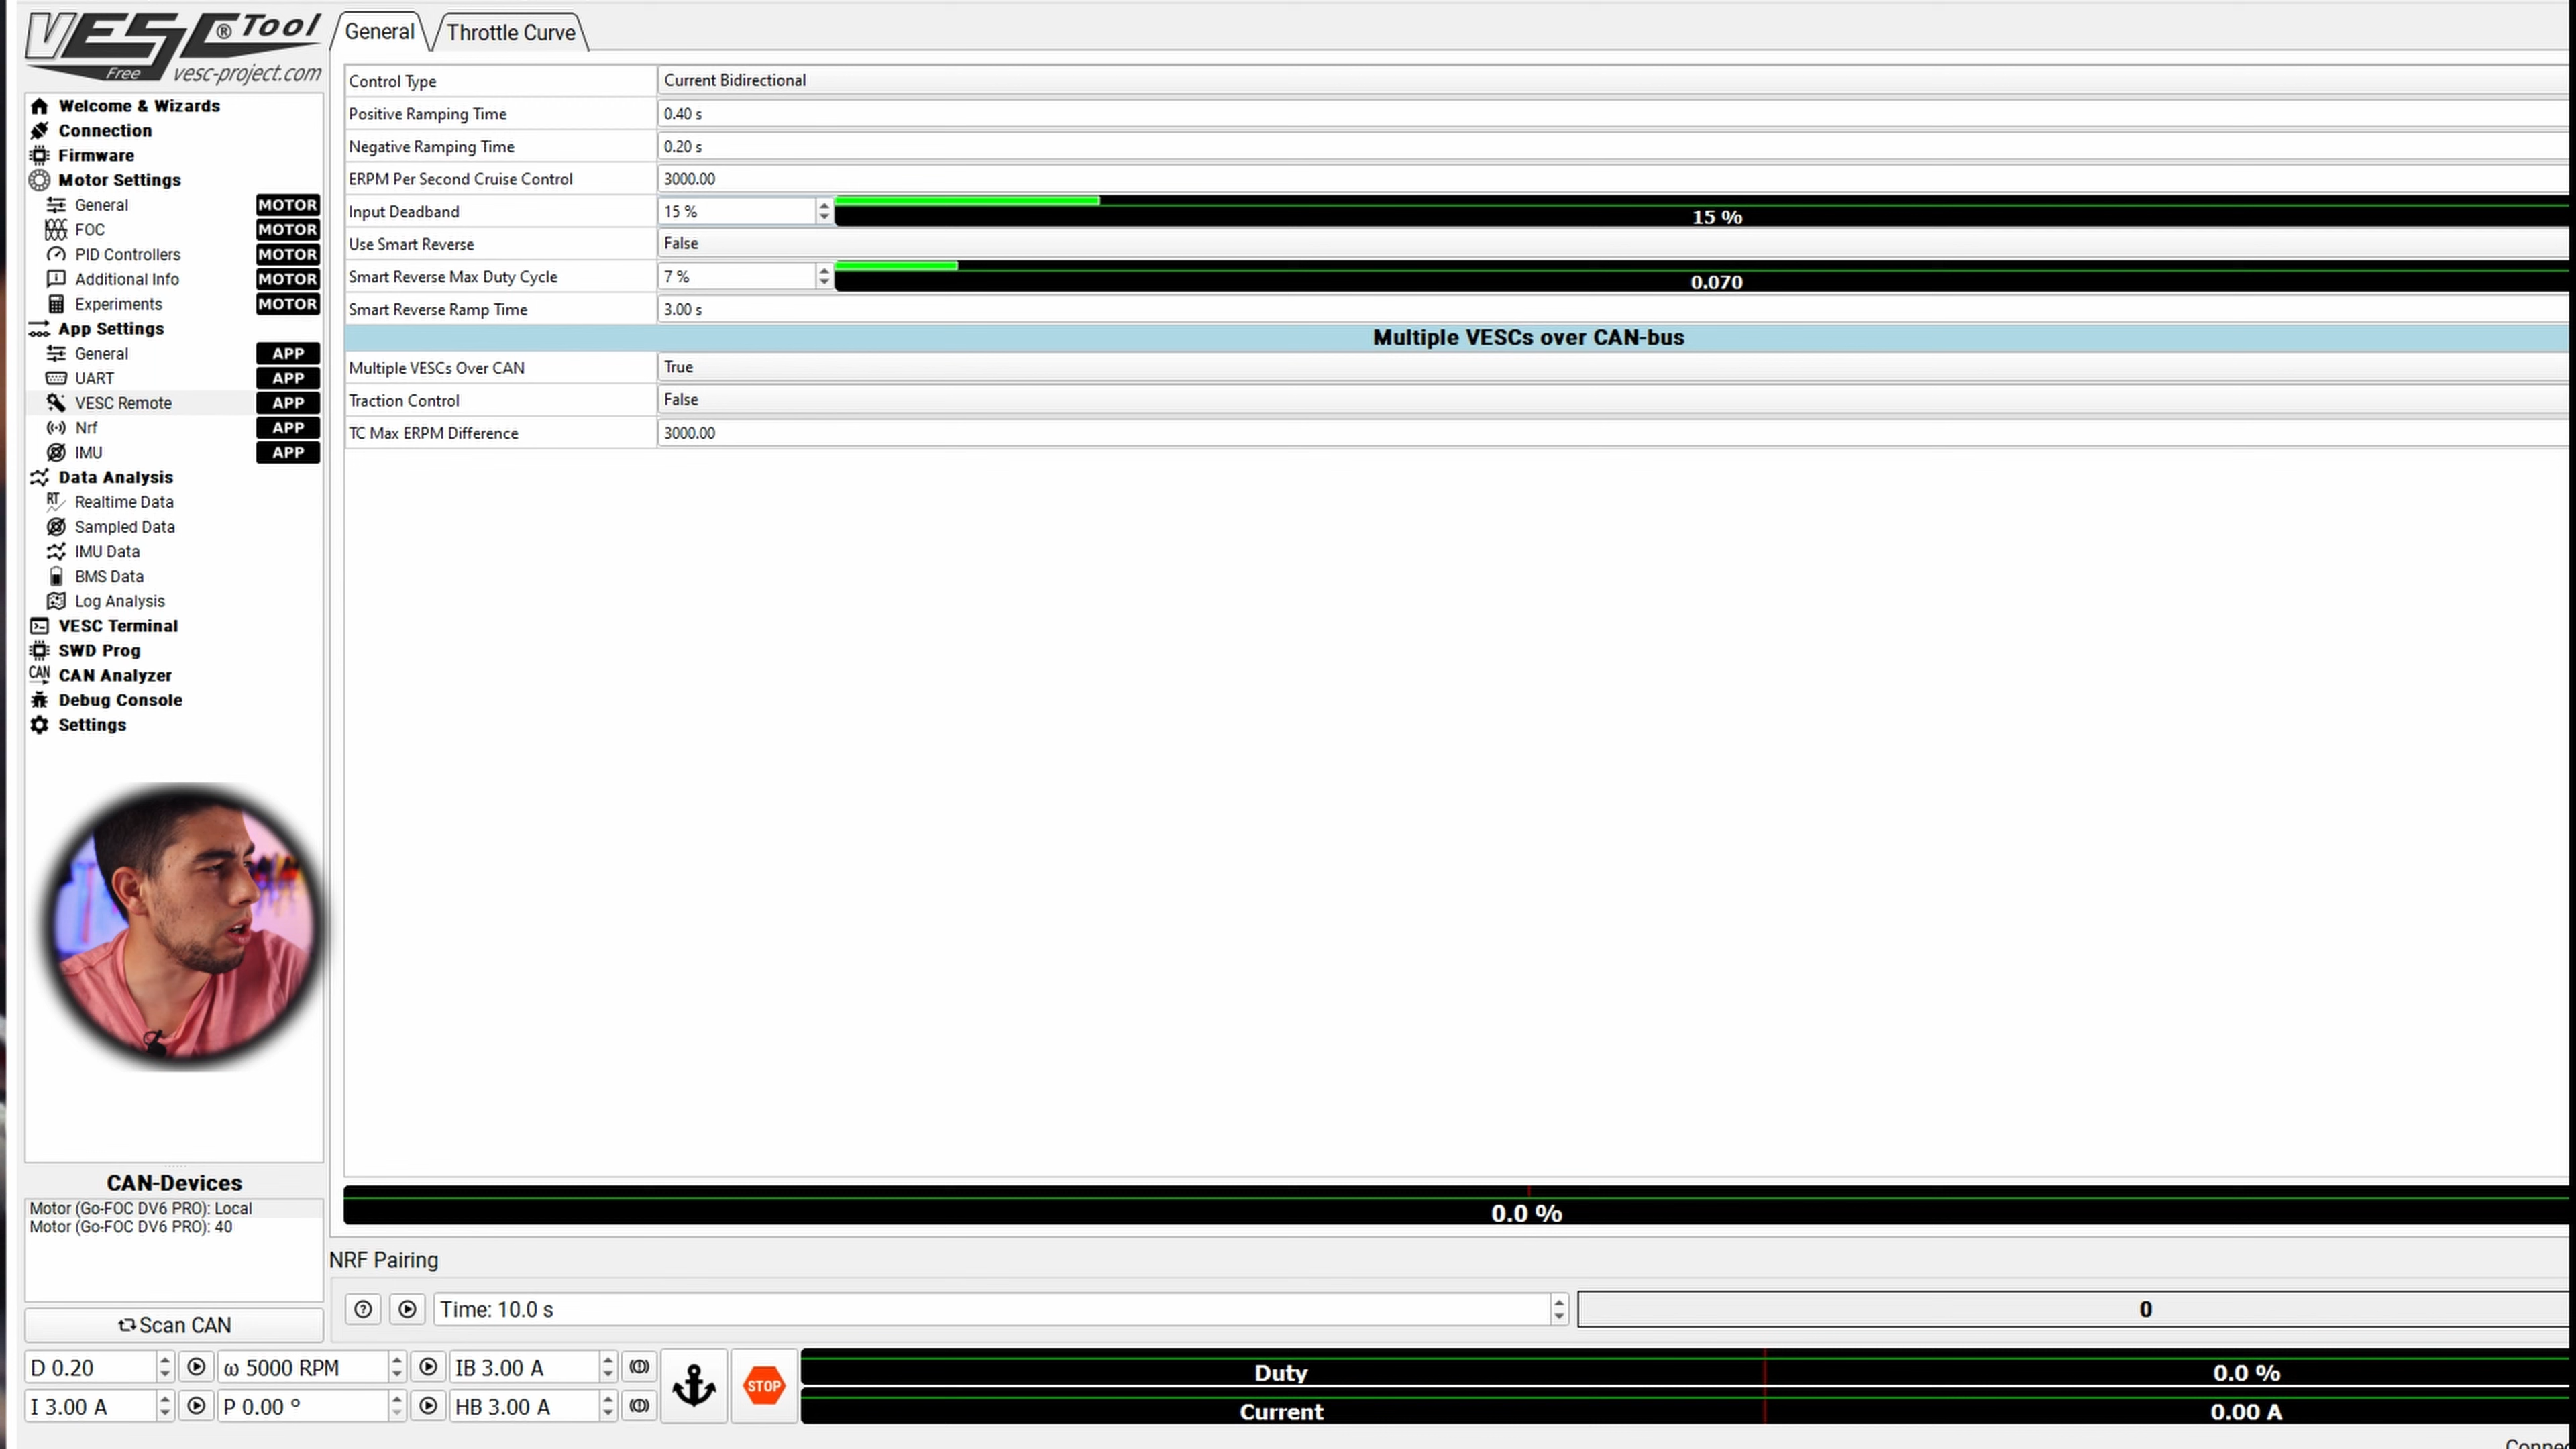 VESC® Tool
Free vesc-project.com
Welcome & Wizards
Connection
Firmware
Motor Settings
General MOTOR
FOC MOTOR
PID Controllers MOTOR
Additional Info MOTOR
Experiments MOTOR
App Settings
General APP
UART APP
VESC Remote APP
Nrf APP
IMU APP
Data Analysis
RT Realtime Data
Sampled Data
IMU Data
BMS Data
Log Analysis
VESC Terminal
SWD Prog
CAN CAN Analyzer
Debug Console
Settings
CAN-Devices
Motor (Go-FOC DV6 PRO): Local
Motor (Go-FOC DV6 PRO): 40
Scan CAN
General Throttle Curve
Control Type Current Bidirectional
Positive Ramping Time 0.40 s
Negative Ramping Time 0.20 s
ERPM Per Second Cruise Control 3000.00
Input Deadband 15 % 15 %
Use Smart Reverse False
Smart Reverse Max Duty Cycle 7 % 0.070
Smart Reverse Ramp Time 3.00 s
Multiple VESCs over CAN-bus
Multiple VESCs Over CAN True
Traction Control False
TC Max ERPM Difference 3000.00
0.0 %
NRF Pairing
Time: 10.0 s 0
D 0.20 ω 5000 RPM IB 3.00 A STOP Duty 0.0 %
I 3.00 A P 0.00 ° HB 3.00 A Current 0.00 A